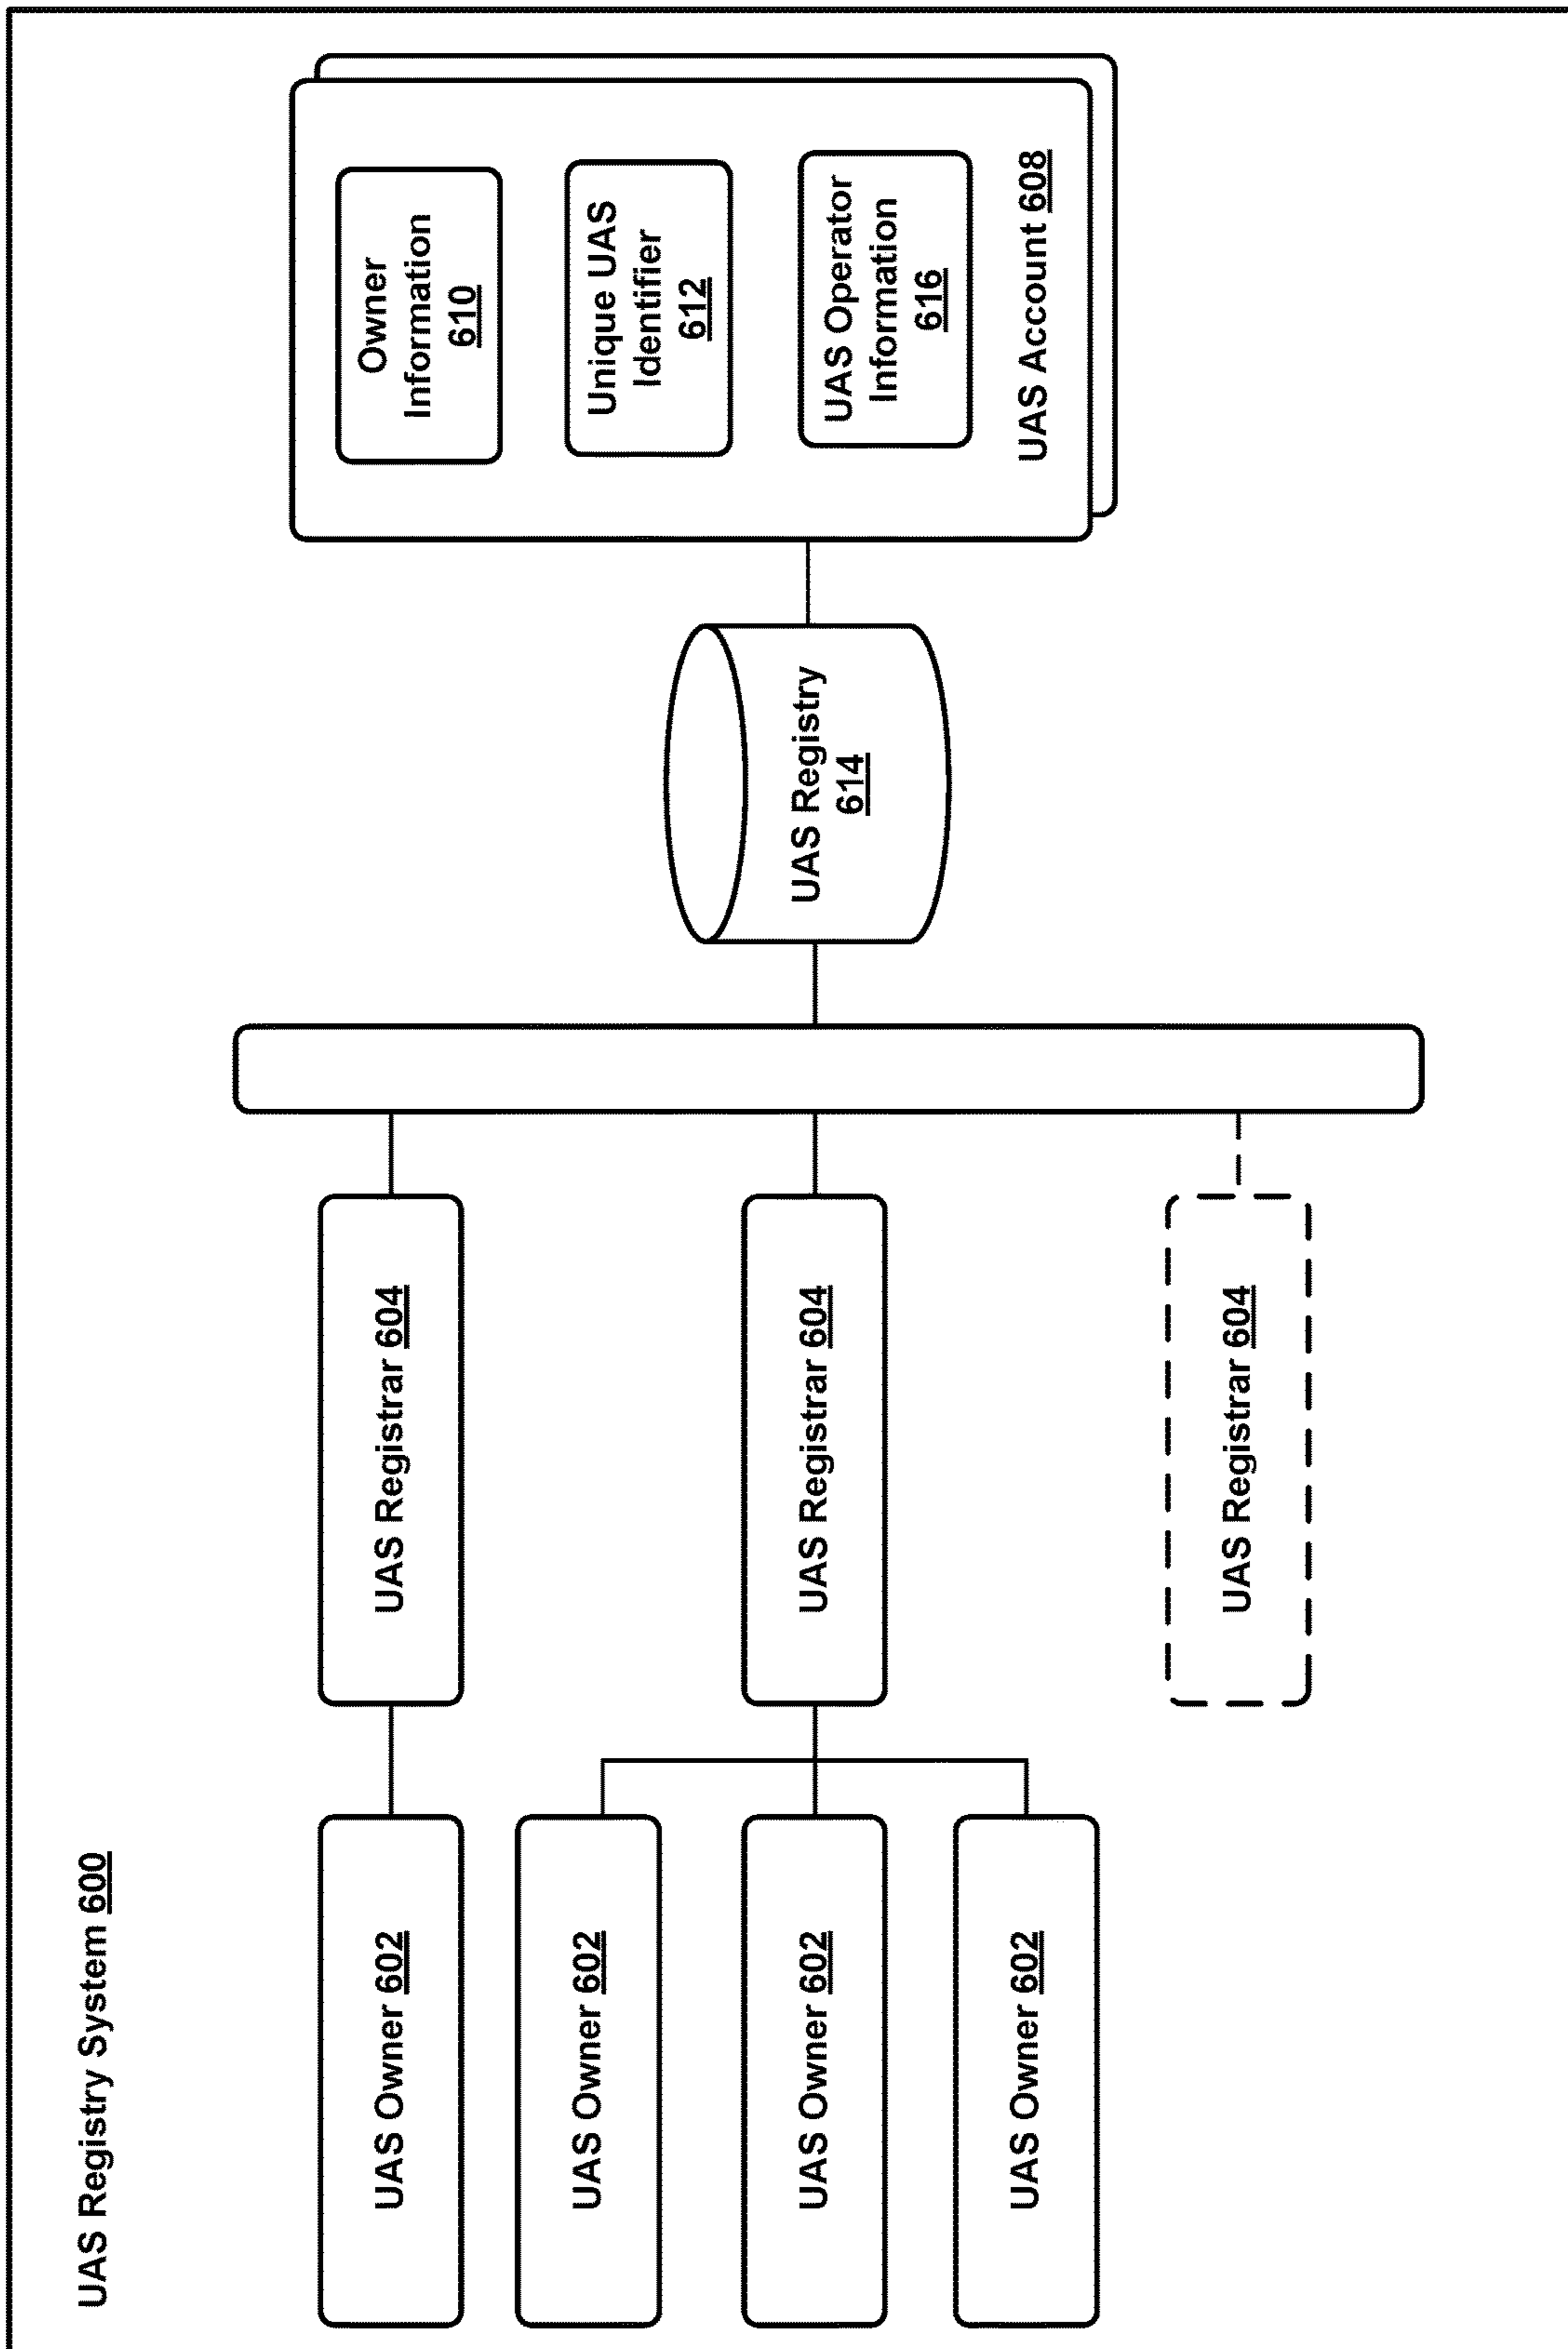 UAS Registry System 600
UAS Owner 602
UAS Owner 602
UAS Owner 602
UAS Owner 602
UAS Registrar 604
UAS Registrar 604
UAS Registrar 604
UAS Registry
614
Owner
Information
610
Unique UAS
Identifier
612
UAS Operator
Information
616
UAS Account 608